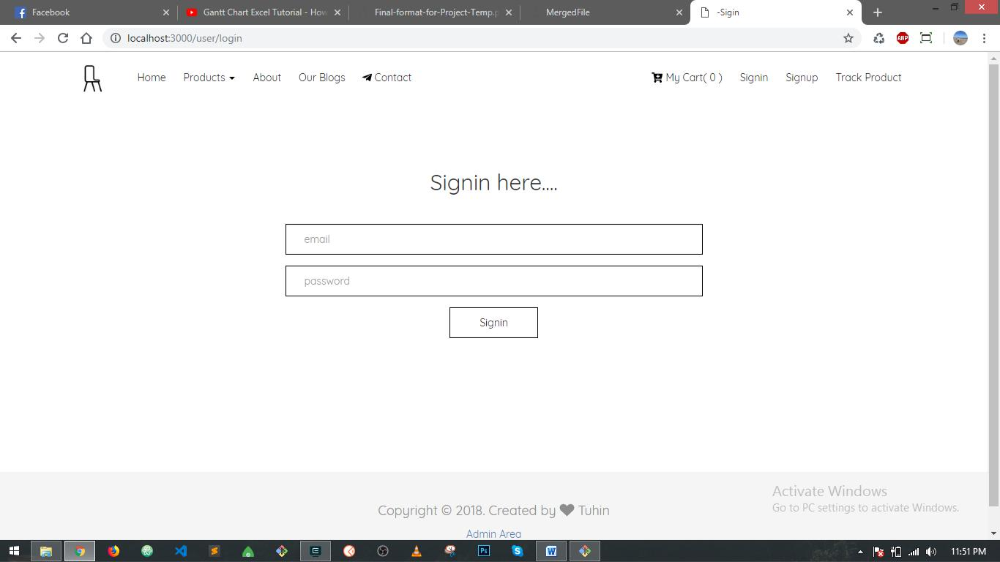 Facebook
Gantt Chart Excel Tutorial - How
Final-format-for-Project-Temp.p
MergedFile
-Sigin
localhost:3000/user/login
ABP
Home
Products
About
Our Blogs
Contact
My Cart( 0 )
Signin
Signup
Track Product
Signin here....
email
password
Signin
Activate Windows
Go to PC settings to activate Windows.
Copyright © 2018. Created by ❤ Tuhin
Admin Area
11:51 PM